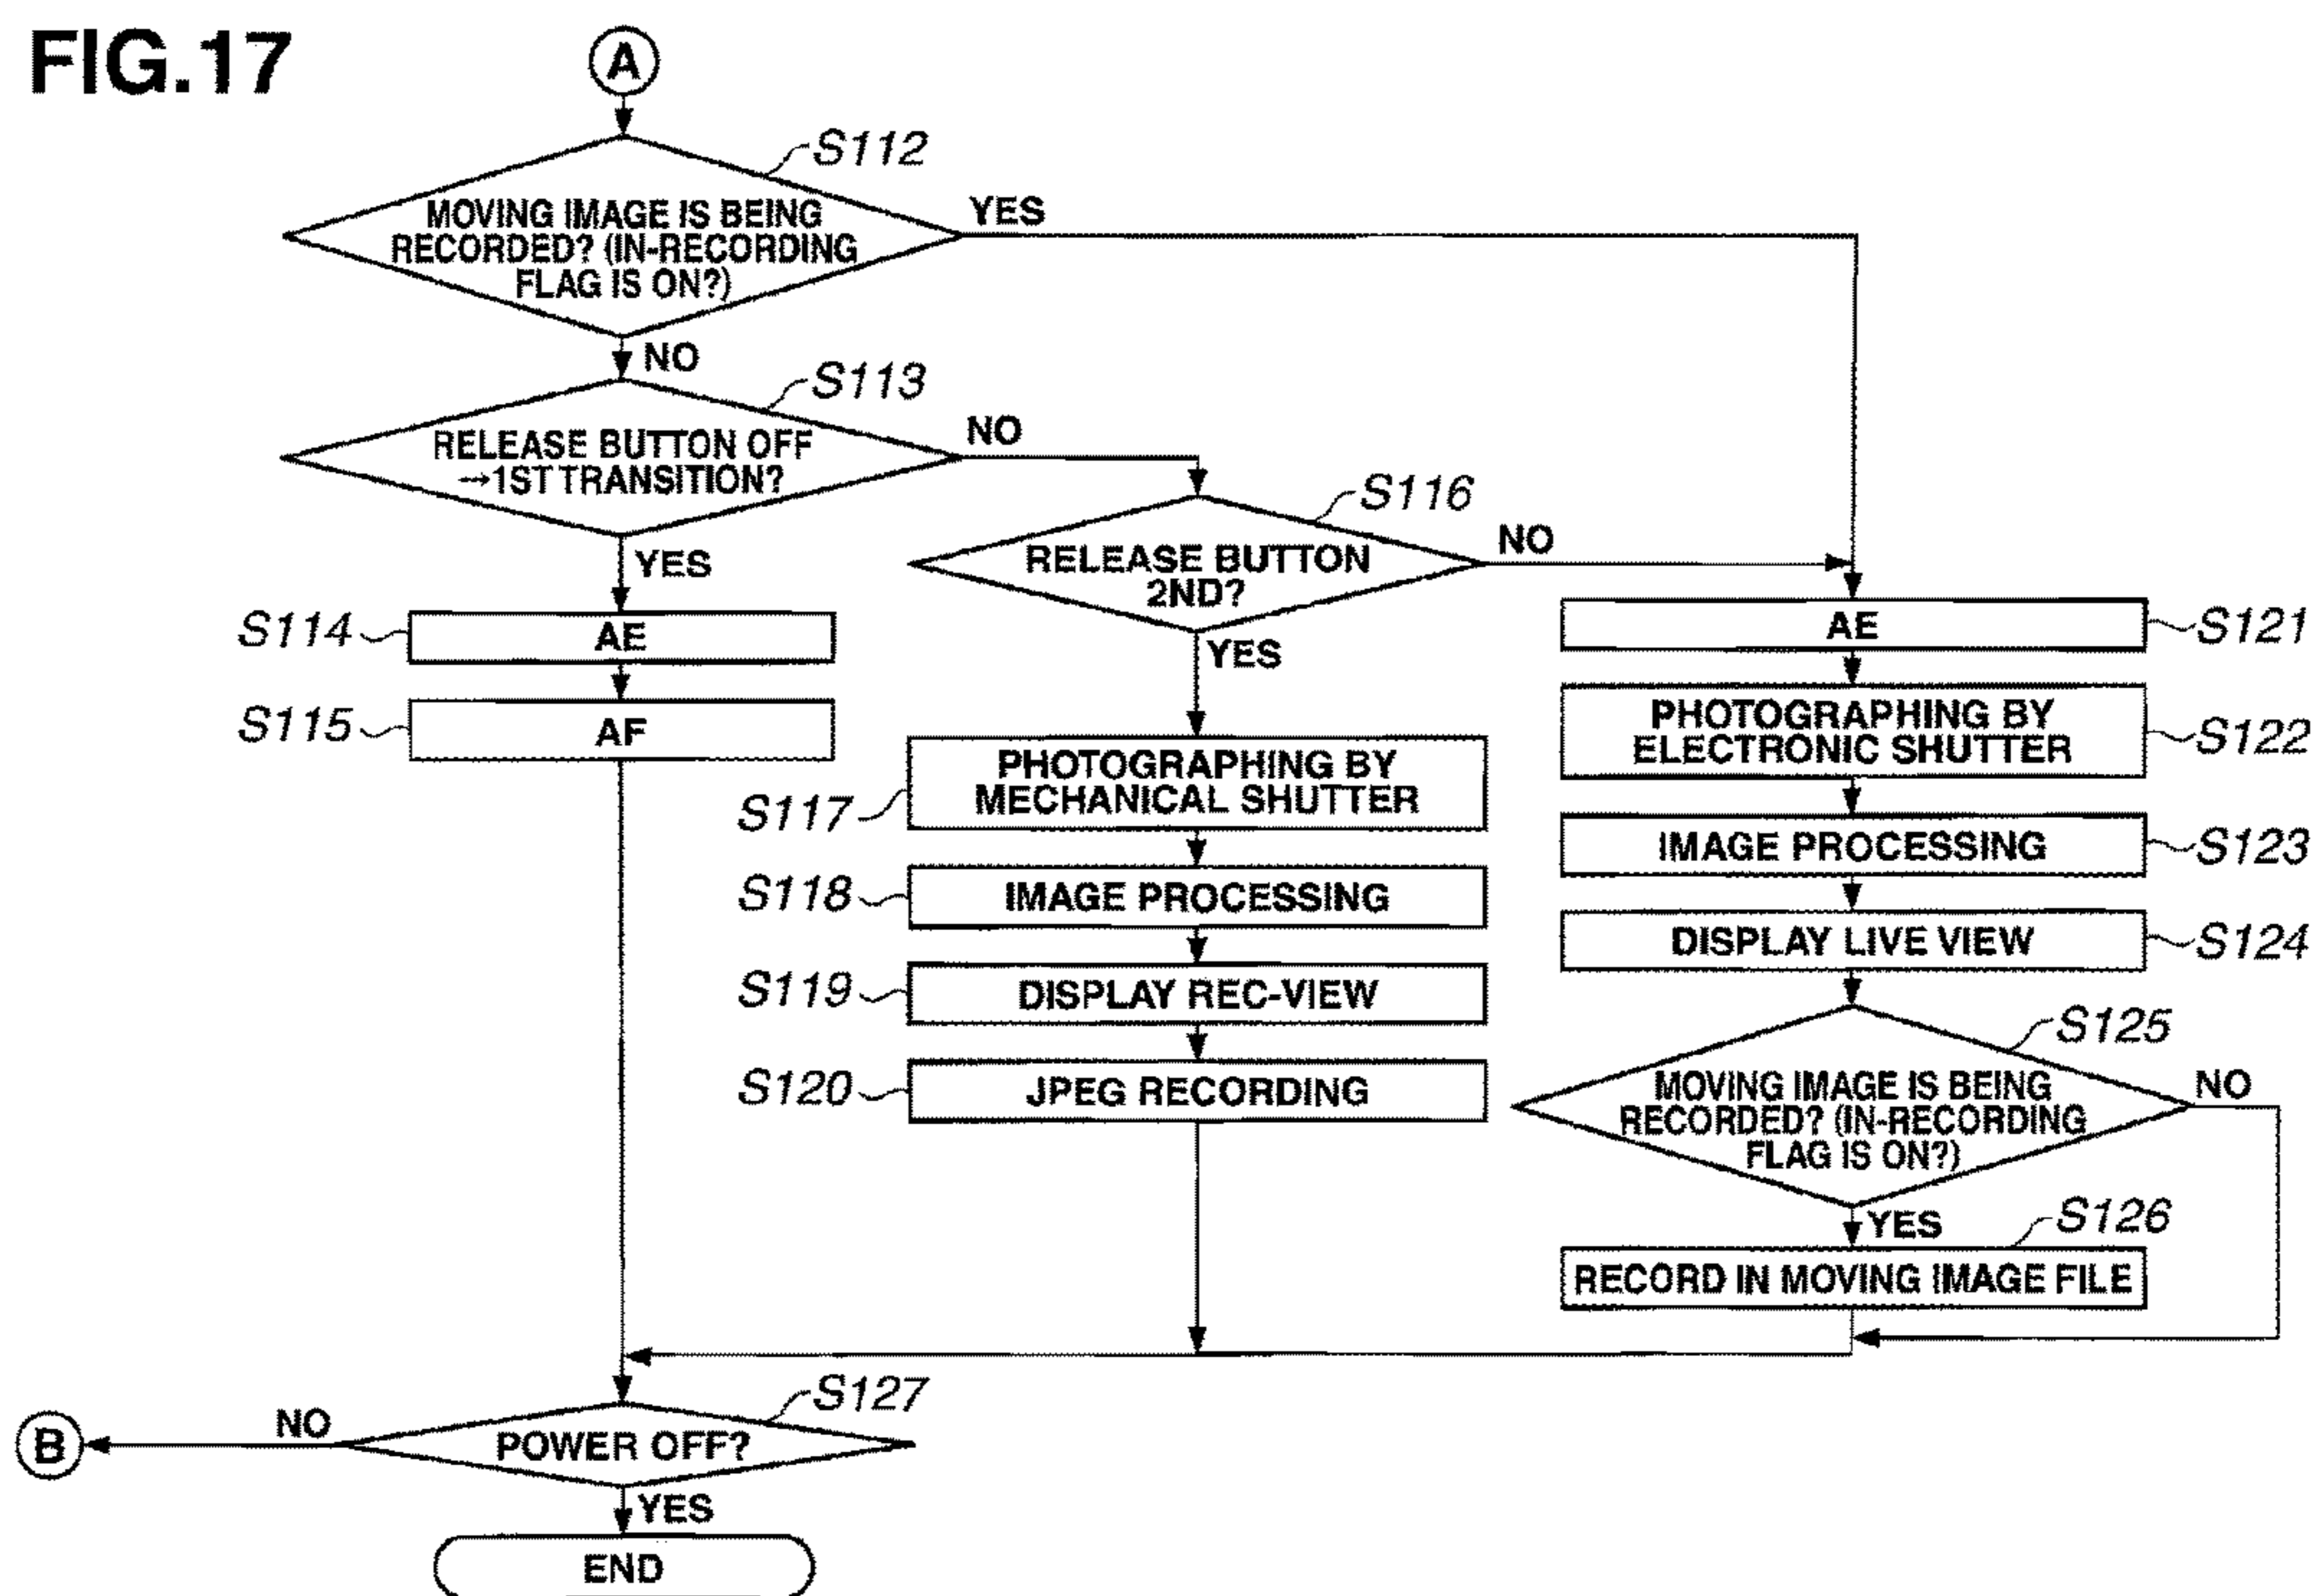 FIG.17
A
S112
MOVING IMAGE IS BEING
RECORDED? (IN-RECORDING
FLAG IS ON?)
YES
NO
S113
RELEASE BUTTON OFF
→1ST TRANSITION?
NO
YES
S114
AE
S115
AF
S116
RELEASE BUTTON
2ND?
NO
YES
S117
PHOTOGRAPHING BY
MECHANICAL SHUTTER
S118
IMAGE PROCESSING
S119
DISPLAY REC-VIEW
S120
JPEG RECORDING
AE
S121
PHOTOGRAPHING BY
ELECTRONIC SHUTTER
S122
IMAGE PROCESSING
S123
DISPLAY LIVE VIEW
S124
S125
MOVING IMAGE IS BEING
RECORDED? (IN-RECORDING
FLAG IS ON?)
NO
YES
S126
RECORD IN MOVING IMAGE FILE
S127
POWER OFF?
NO
B
YES
END